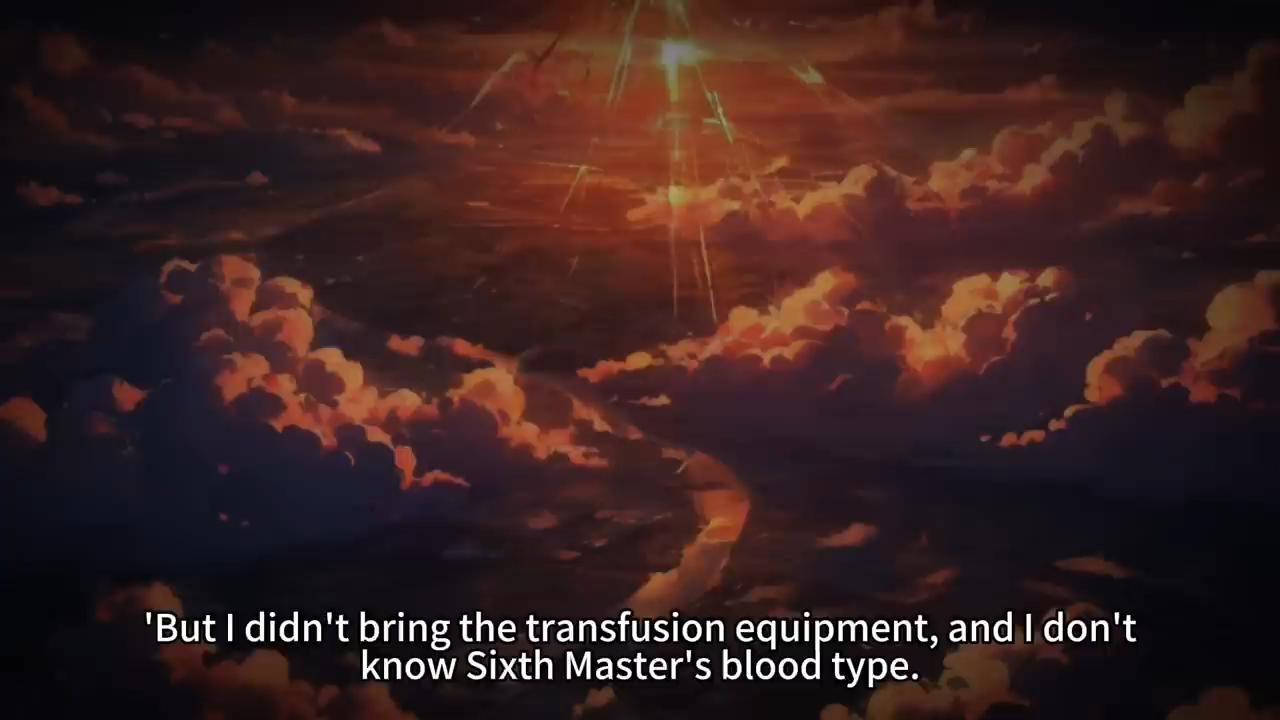 'But I didn't bring the transfusion equipment, and I don't
know Sixth Master's blood type.